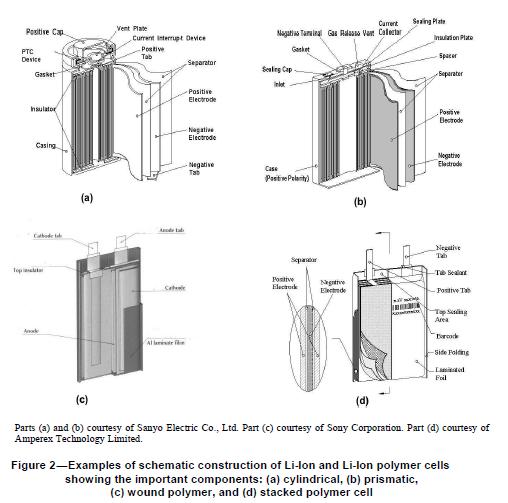 Positive Cap
Vent Plate
Current Interrupt Device
PTC
Device
Positive
Tab
Separator
Gasket
Positive
Electrode
Insulator
Negative
Electrode
Casing
Negative
Tab
(a)
Negative Terminal
Gas Release Vent
Current
Collector
Sealing Plate
Insulation Plate
Gasket
Spacer
Sealing Cap
Separator
Inlet
Positive
Electrode
Negative
Electrode
Case
(Positive Polarity)
(b)
Cathode tab
Anode tab
Top insulator
Cathode
Anode
Al laminate film
(c)
Separator
Positive
Electrode
Negative
Electrode
Negative
Tab
Tab Sealant
Positive Tab
Top Sealing
Area
Barcode
Side Folding
Laminated
Foil
(d)
Parts (a) and (b) courtesy of Sanyo Electric Co., Ltd. Part (c) courtesy of Sony Corporation. Part (d) courtesy of
Amperex Technology Limited.
Figure 2—Examples of schematic construction of Li-Ion and Li-Ion polymer cells
showing the important components: (a) cylindrical, (b) prismatic,
(c) wound polymer, and (d) stacked polymer cell